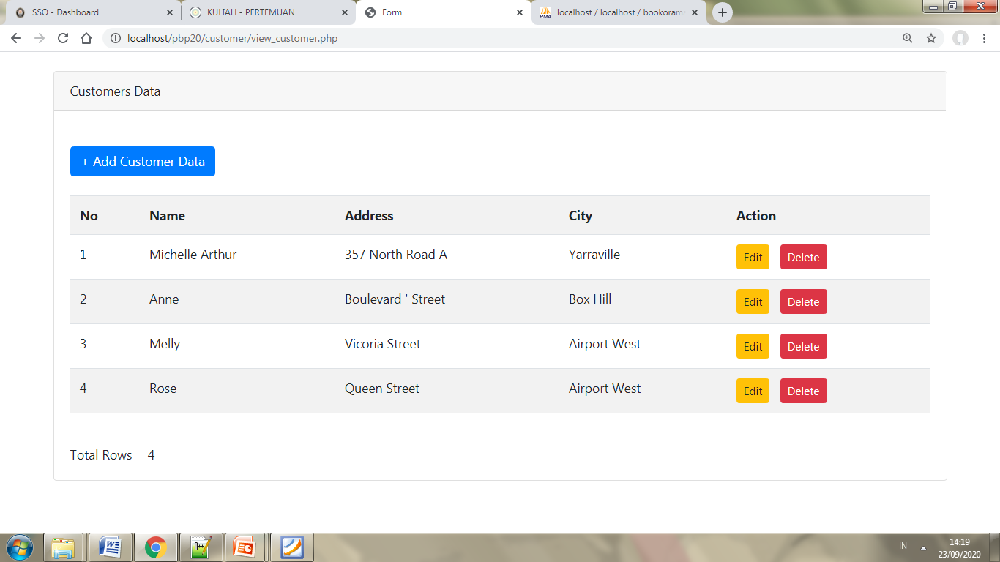 SSO - Dashboard
KULIAH - PERTEMUAN
Form
localhost / localhost / bookoram
localhost/pbp20/customer/view_customer.php
Customers Data
+ Add Customer Data
No Name Address City Action
1 Michelle Arthur 357 North Road A Yarraville Edit Delete
2 Anne Boulevard ' Street Box Hill Edit Delete
3 Melly Vicoria Street Airport West Edit Delete
4 Rose Queen Street Airport West Edit Delete
Total Rows = 4
IN
14:19
23/09/2020